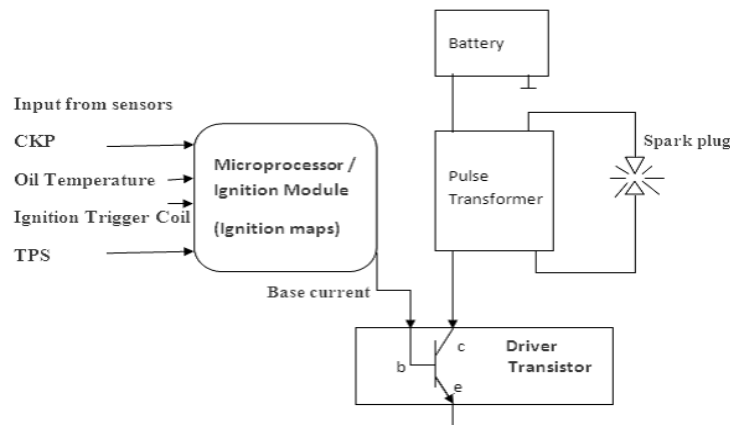 Battery
Input from sensors
CKP
Oil Temperature
Ignition Trigger Coil
TPS
Microprocessor /
Ignition Module
(Ignition maps)
Pulse
Transformer
Spark plug
Base current
b
c
e
Driver
Transistor